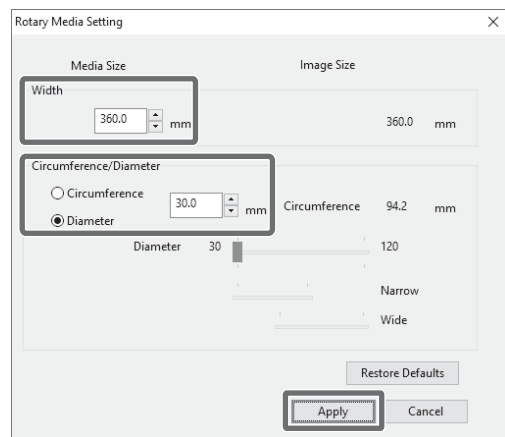 Rotary Media Setting
Media Size Image Size
Width
360.0 mm 360.0 mm
Circumference/Diameter
Circumference
Diameter
30.0 mm Circumference 94.2 mm
Diameter 30 120
Narrow
Wide
Restore Defaults
Apply Cancel